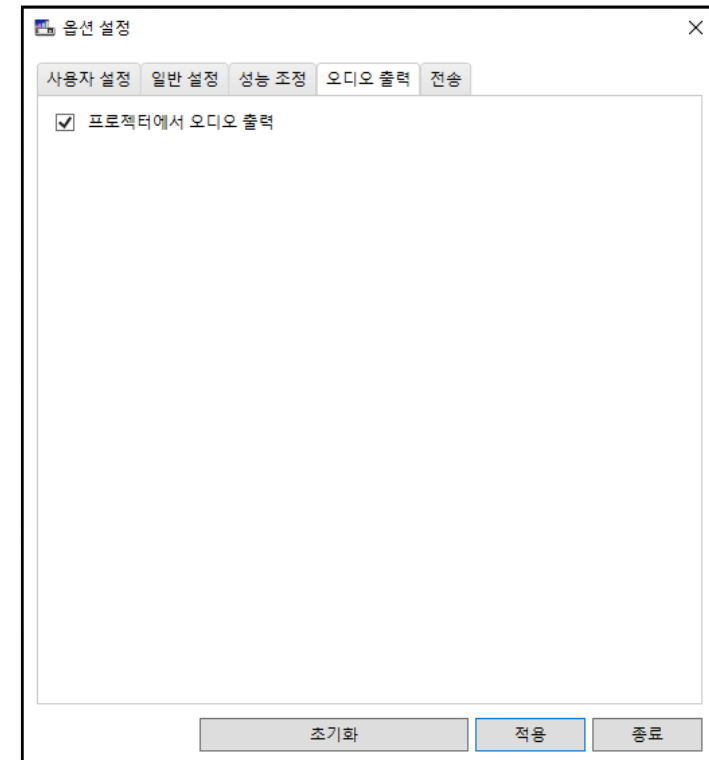 옵션 설정
사용자 설정 일반 설정 성능 조정 오디오 출력 전송
프로젝터에서 오디오 출력
초기화 적용 종료